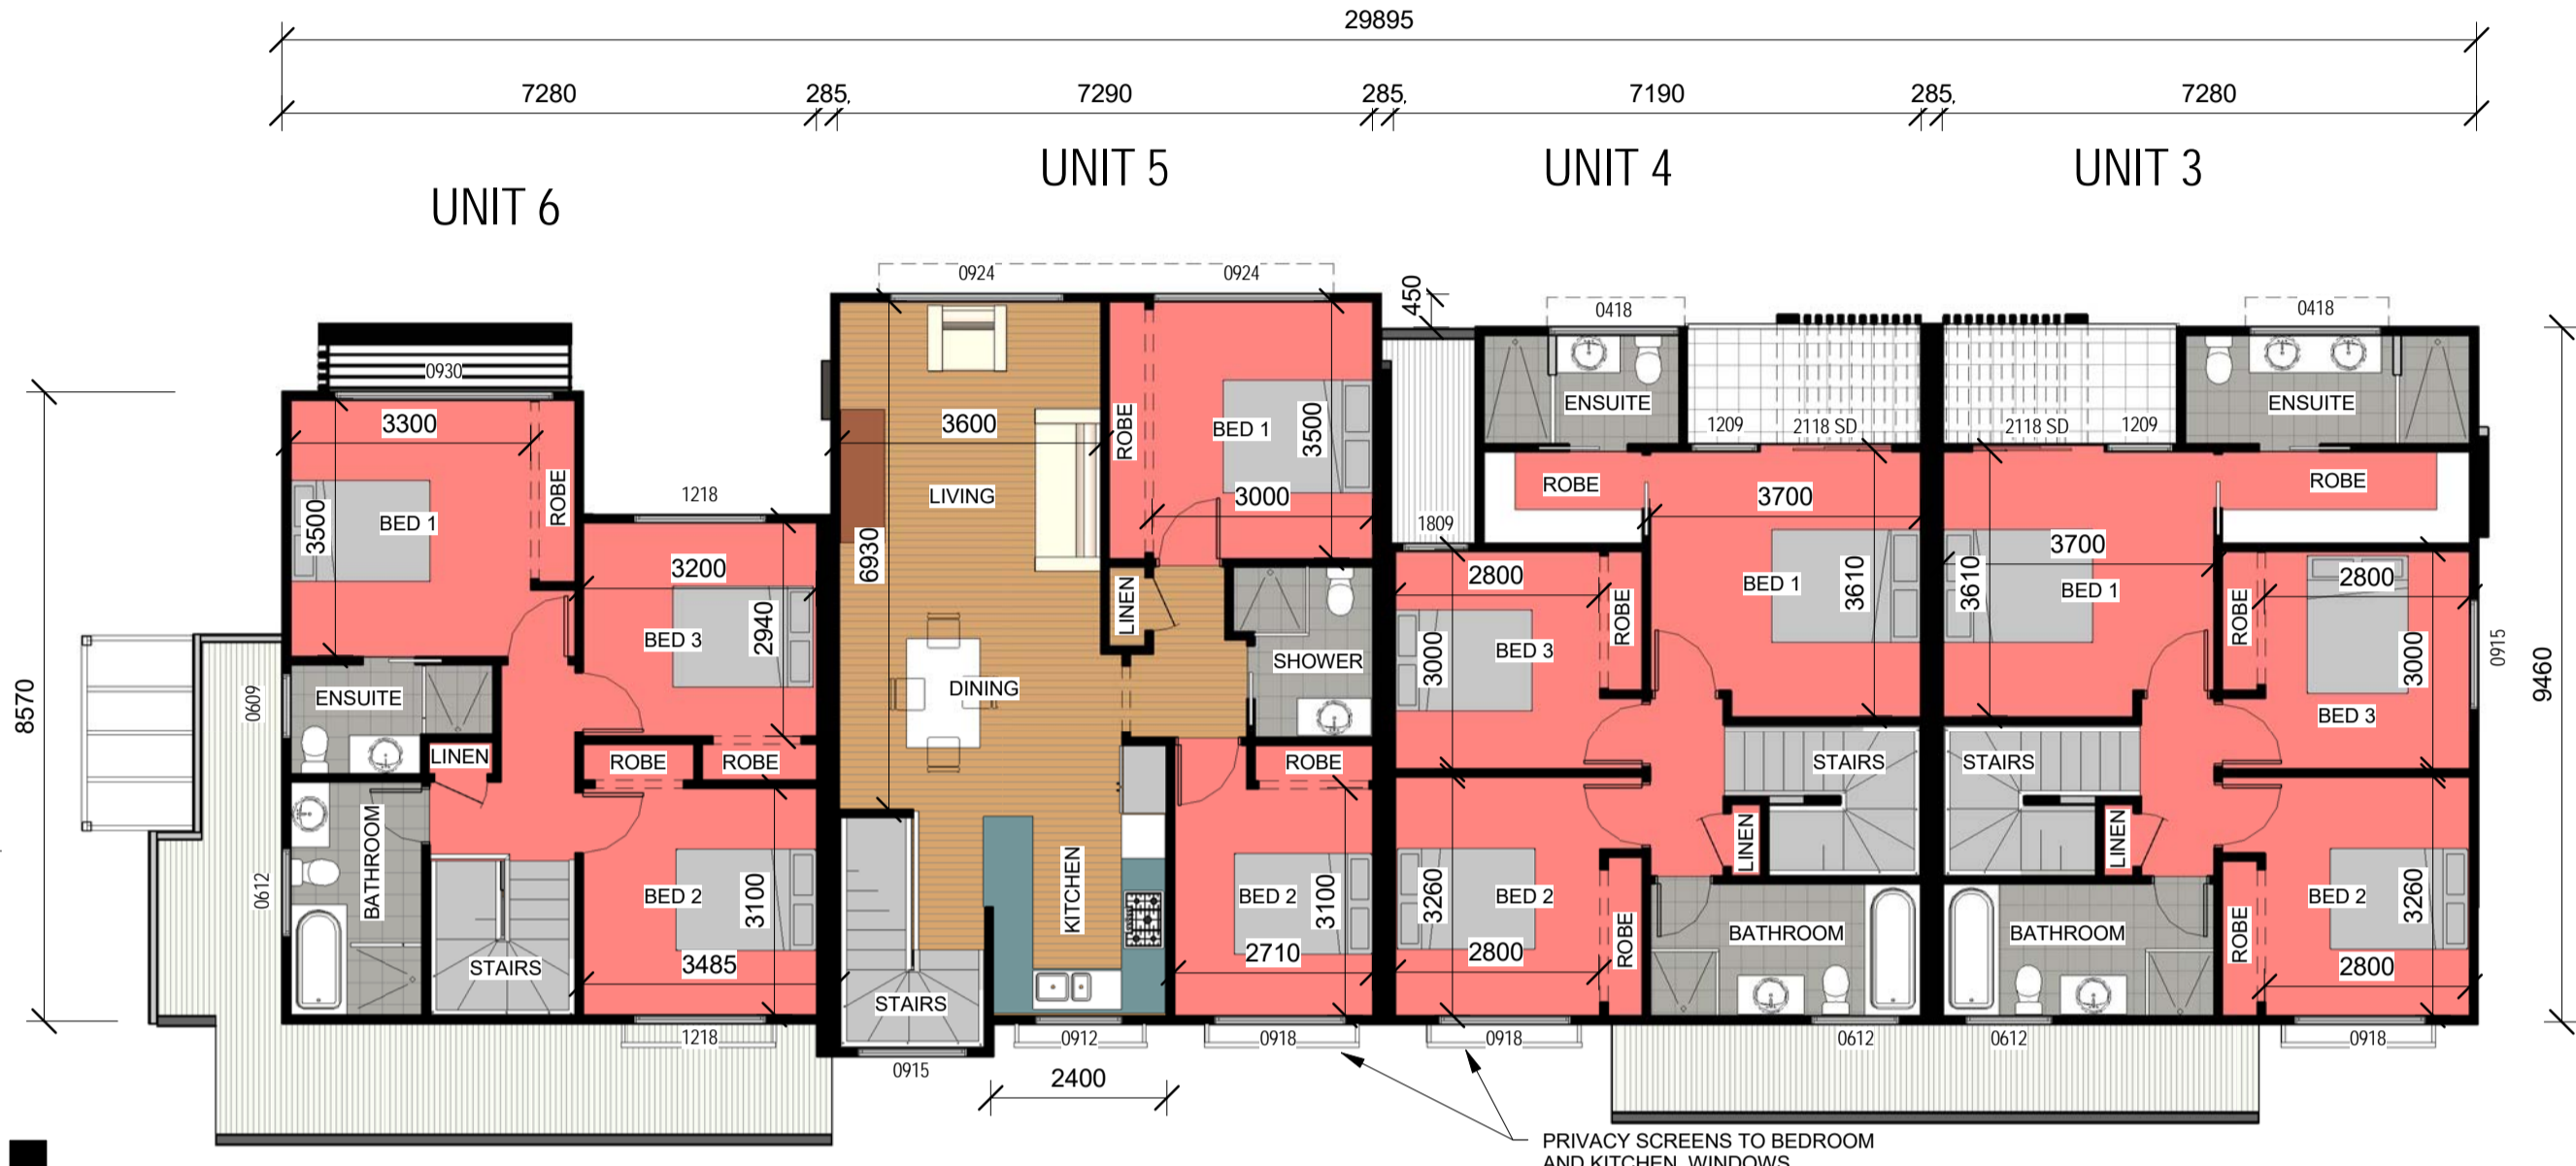 29895
7280
285,
7290
285,
7190
285,
7280
UNIT 6
UNIT 5
UNIT 4
UNIT 3
0930
3300
3500
BED 1
ROBE
1218
3200
2940
BED 3
ENSUITE
LINEN
ROBE
ROBE
BATHROOM
STAIRS
BED 2
3100
3485
1218
8570
0609
0612
0924
0924
3600
LIVING
6930
ROBE
BED 1
3500
3000
LINEN
SHOWER
DINING
ROBE
KITCHEN
BED 2
3100
2710
STAIRS
0915
0912
0918
2400
450
0418
ENSUITE
1209
2118 SD
ROBE
3700
1809
2800
ROBE
BED 1
3610
BED 3
3000
STAIRS
LINEN
BED 2
3260
2800
ROBE
BATHROOM
0918
0612
0418
ENSUITE
2118 SD
1209
ROBE
3700
3610
BED 1
2800
ROBE
3000
BED 3
0915
9460
STAIRS
LINEN
BATHROOM
ROBE
BED 2
3260
2800
0612
0918
PRIVACY SCREENS TO BEDROOM
AND KITCHEN WINDOWS